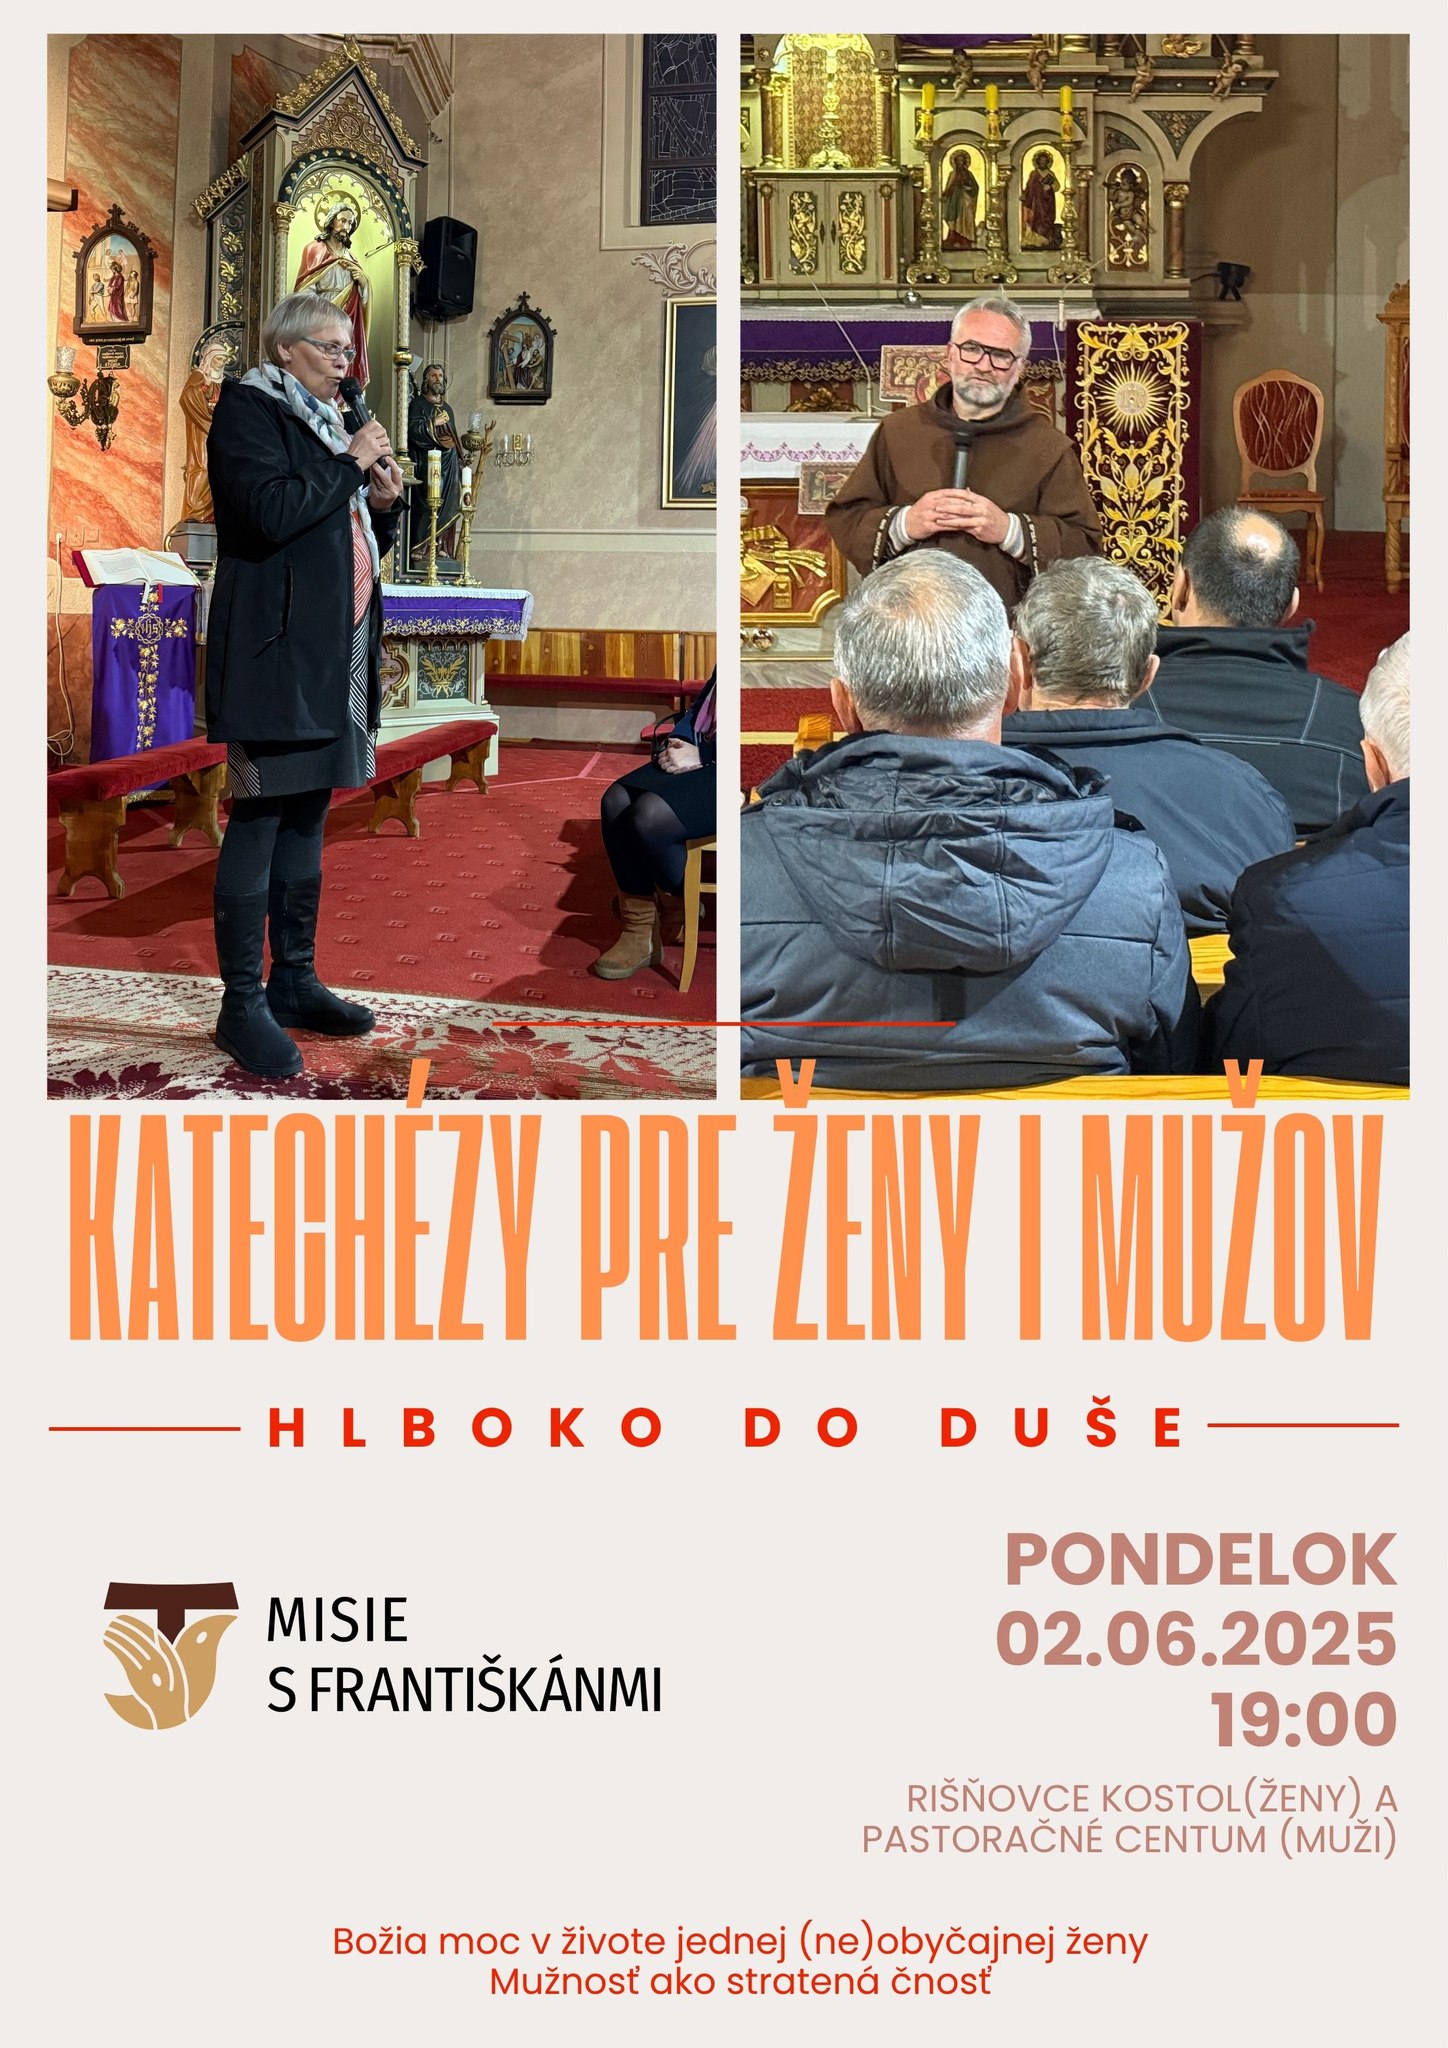 KATECHÉZY PRE ŽENY I MUŽOV
HLBOKO DO DUŠE
MISIE
S FRANTIŠKÁNMI
PONDELOK
02.06.2025
19:00
RIŠŇOVCE KOSTOL(ŽENY) A
PASTORAČNÉ CENTUM (MUŽI)
Božia moc v živote jednej (ne)obyčajnej ženy
Mužnosť ako stratená čnosť